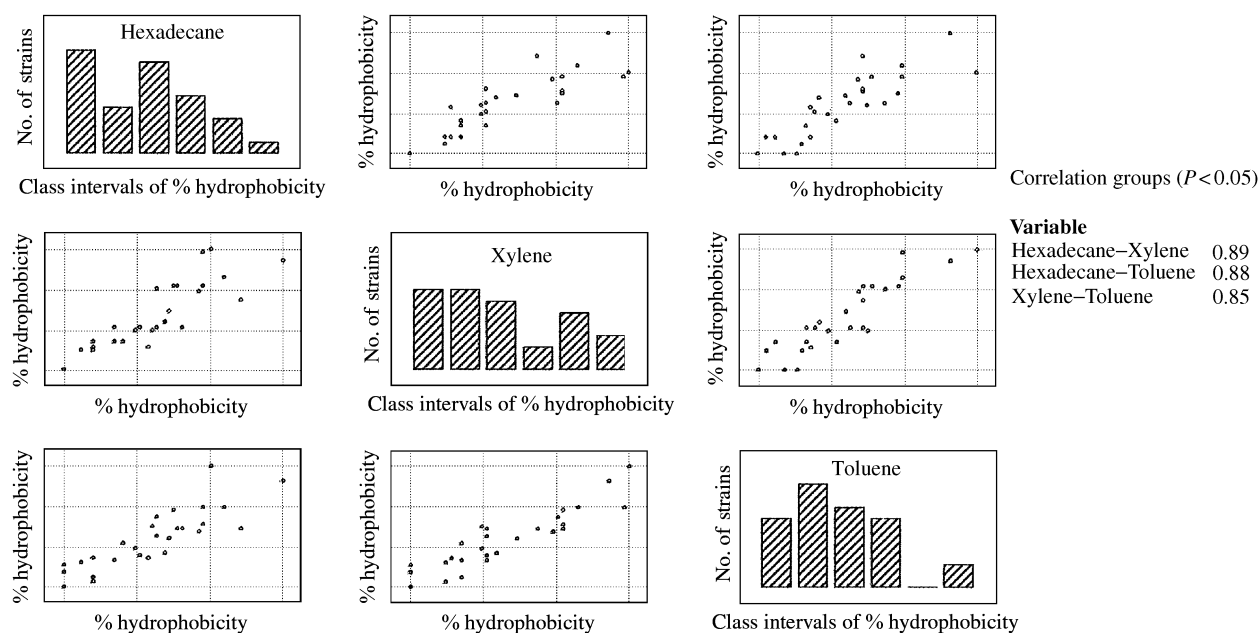 Hexadecane
No. of strains
Class intervals of % hydrophobicity
% hydrophobicity
% hydrophobicity
% hydrophobicity
% hydrophobicity
Correlation groups (P<0.05)
Variable
Hexadecane–Xylene 0.89
Hexadecane–Toluene 0.88
Xylene–Toluene 0.85
% hydrophobicity
% hydrophobicity
Xylene
No. of strains
Class intervals of % hydrophobicity
% hydrophobicity
% hydrophobicity
% hydrophobicity
% hydrophobicity
% hydrophobicity
% hydrophobicity
Toluene
No. of strains
Class intervals of % hydrophobicity